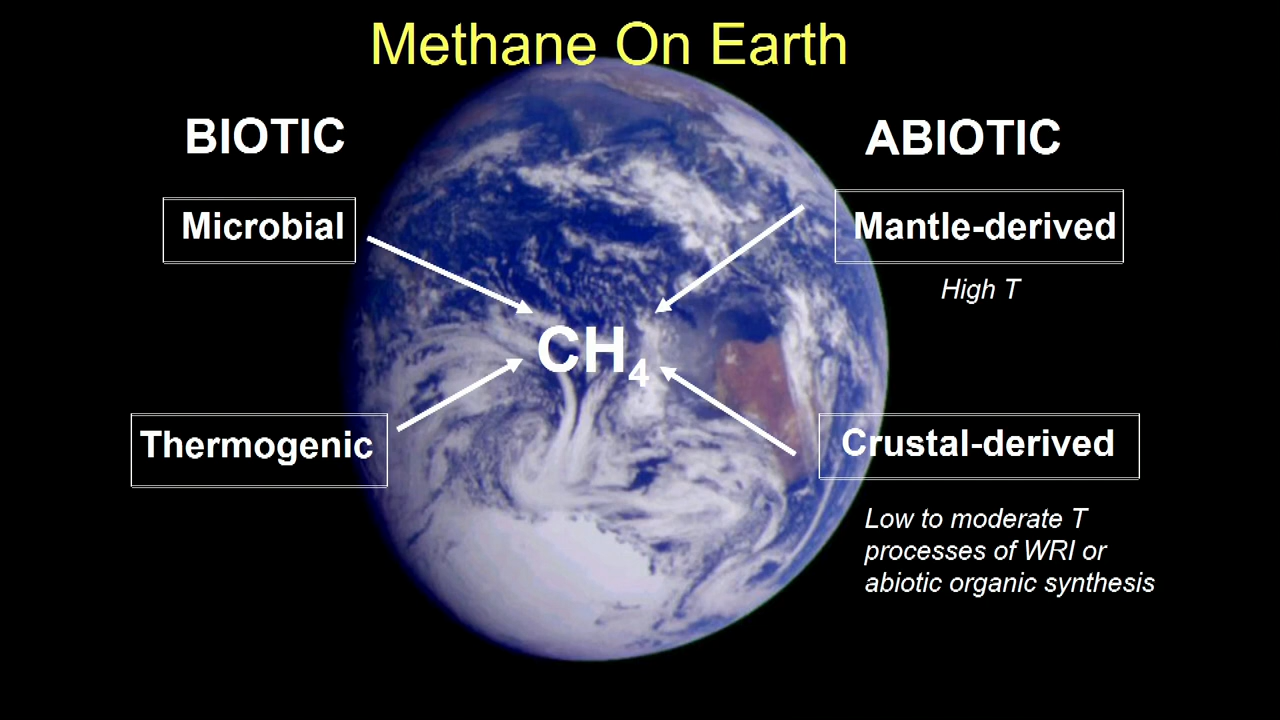 Methane On Earth
BIOTIC
Microbial
Thermogenic
CH₄
ABIOTIC
Mantle-derived
High T
Crustal-derived
Low to moderate T
processes of WRI or
abiotic organic synthesis